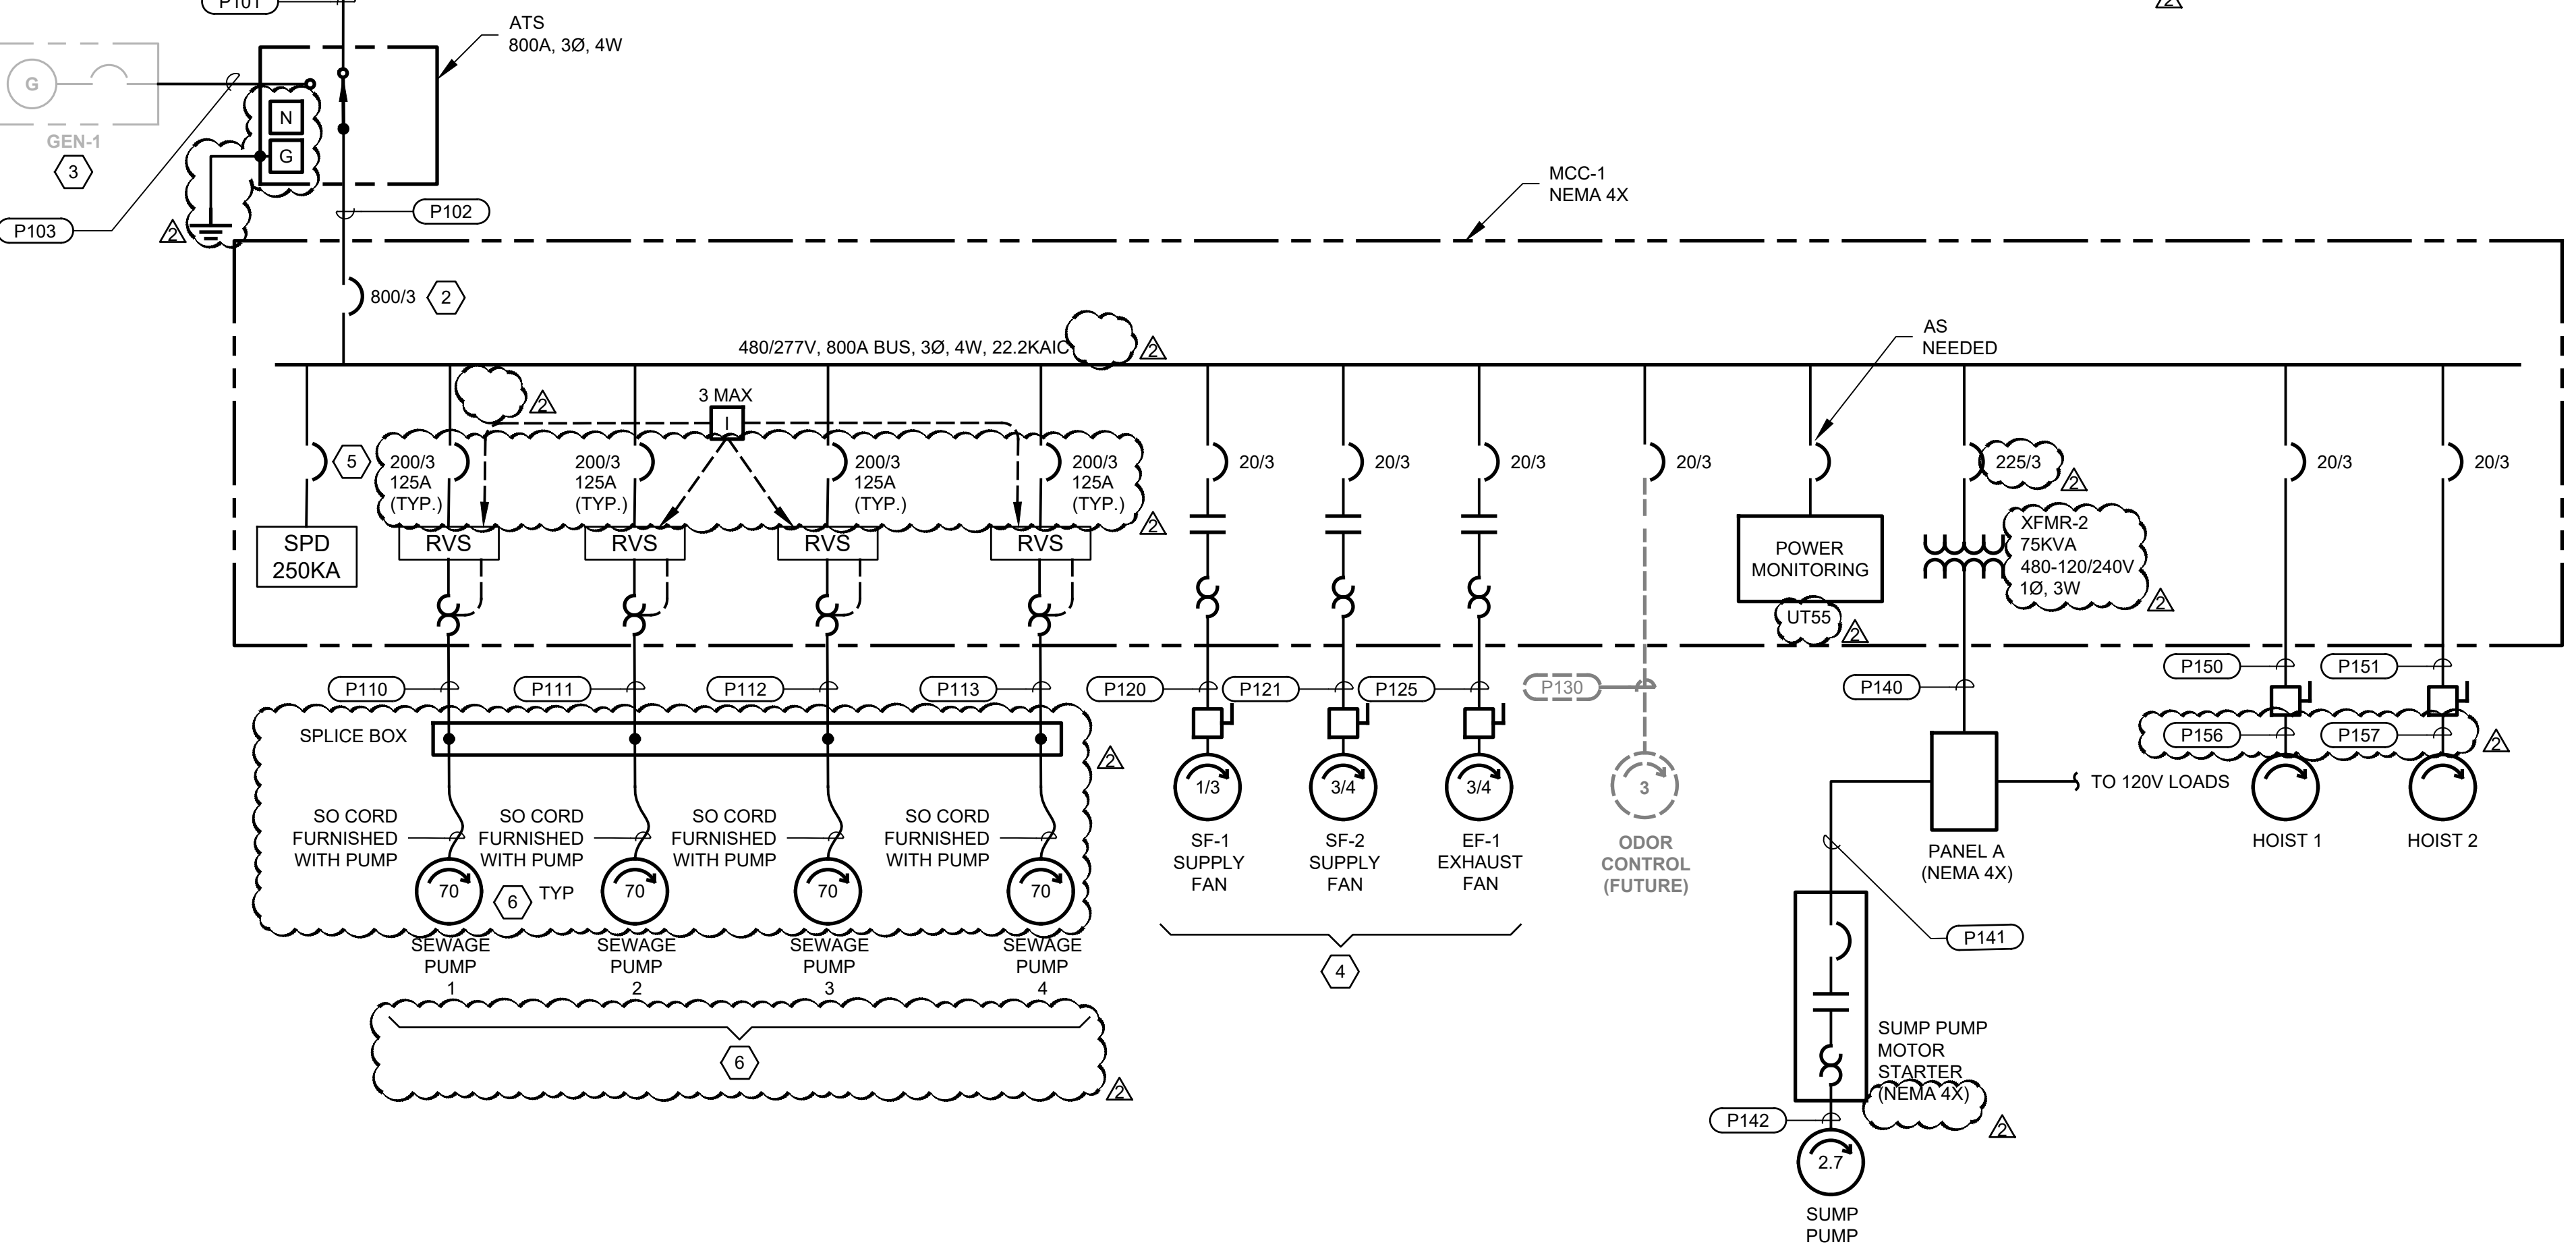 P101
2
ATS
800A, 3Ø, 4W
G
GEN-1
3
N
G
P103
2
P102
MCC-1
NEMA 4X
800/3
2
480/277V, 800A BUS, 3Ø, 4W, 22.2KAIC
2
AS
NEEDED
2
3 MAX
I
5
200/3
125A
(TYP.)
200/3
125A
(TYP.)
200/3
125A
(TYP.)
200/3
125A
(TYP.)
2
20/3
20/3
20/3
20/3
225/3
2
20/3
20/3
SPD
250KA
RVS
RVS
RVS
RVS
POWER
MONITORING
UT55
2
XFMR-2
75KVA
480-120/240V
1Ø, 3W
2
P110
P111
P112
P113
P120
P121
P125
P130
P140
P150
P151
SPLICE BOX
2
P156
P157
2
SO CORD
FURNISHED
WITH PUMP
SO CORD
FURNISHED
WITH PUMP
SO CORD
FURNISHED
WITH PUMP
SO CORD
FURNISHED
WITH PUMP
70
6
TYP
70
70
70
1/3
3/4
3/4
3
SF-1
SUPPLY
FAN
SF-2
SUPPLY
FAN
EF-1
EXHAUST
FAN
ODOR
CONTROL
(FUTURE)
TO 120V LOADS
PANEL A
(NEMA 4X)
HOIST 1
HOIST 2
SEWAGE
PUMP
1
SEWAGE
PUMP
2
SEWAGE
PUMP
3
SEWAGE
PUMP
4
4
P141
6
2
SUMP PUMP
MOTOR
STARTER
(NEMA 4X)
2
P142
2.7
SUMP
PUMP